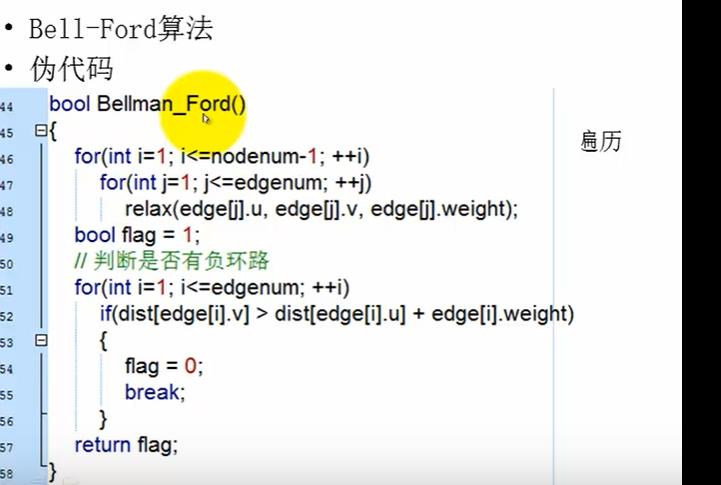 • Bell-Ford算法
• 伪代码
44 bool Bellman_Ford()
45 {
遍历
46 for(int i=1; i<=nodenum-1; ++i)
47 for(int j=1; j<=edgenum; ++j)
48 relax(edge[j].u, edge[j].v, edge[j].weight);
49 bool flag = 1;
50 // 判断是否有负环路
51 for(int i=1; i<=edgenum; ++i)
52 if(dist[edge[i].v] > dist[edge[i].u] + edge[i].weight)
53 {
54 flag = 0;
55 break;
56 }
57 return flag;
58 }